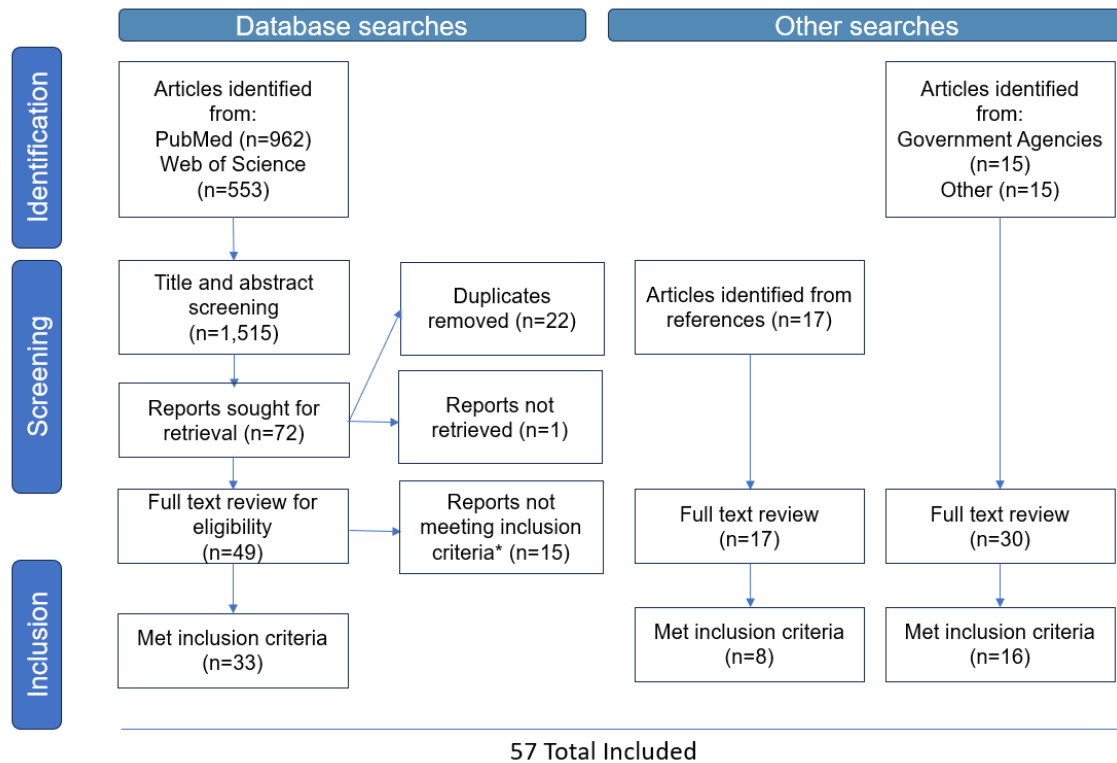 Database searches
Other searches
Identification
Articles identified
from:
PubMed (n=962)
Web of Science
(n=553)
Articles identified
from:
Government Agencies
(n=15)
Other (n=15)
Screening
Title and abstract
screening
(n=1,515)
Duplicates
removed (n=22)
Articles identified from
references (n=17)
Reports sought for
retrieval (n=72)
Reports not
retrieved (n=1)
Full text review for
eligibility
(n=49)
Reports not
meeting inclusion
criteria* (n=15)
Full text review
(n=17)
Full text review
(n=30)
Inclusion
Met inclusion criteria
(n=33)
Met inclusion criteria
(n=8)
Met inclusion criteria
(n=16)
57 Total Included